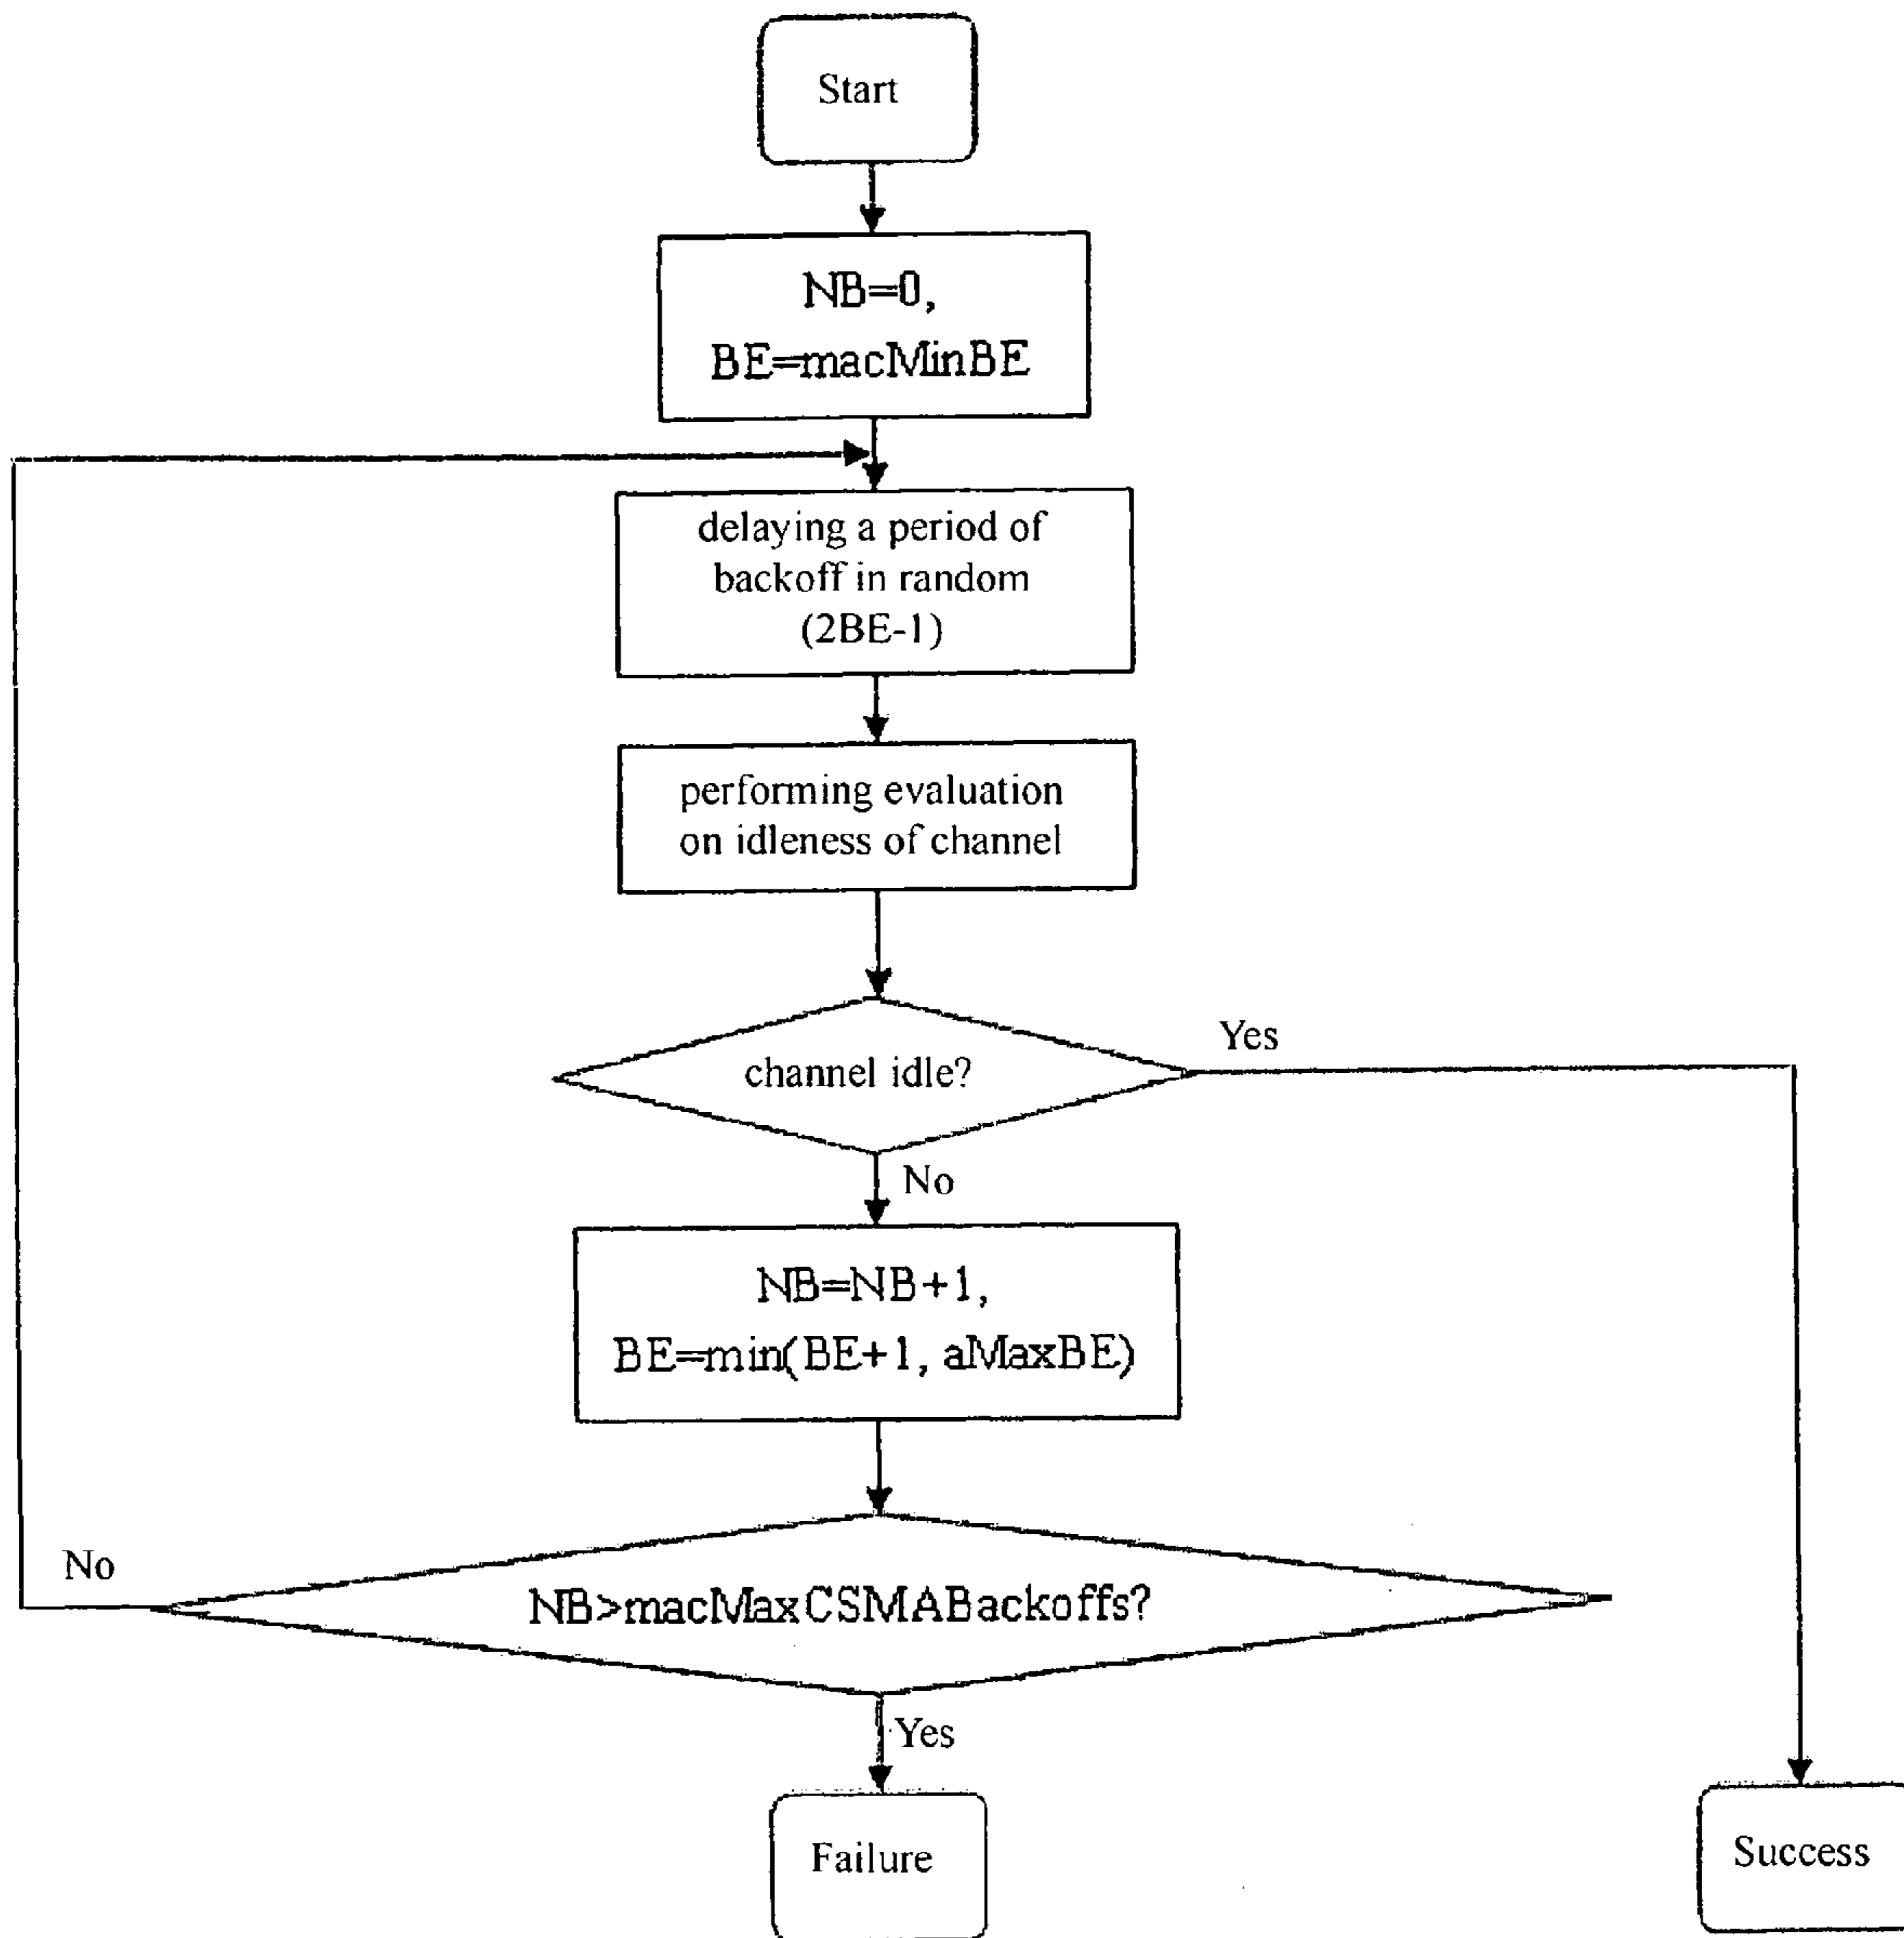 Start
NB=0,
BE=macMinBE
delaying a period of
backoff in random
(2BE-1)
performing evaluation
on idleness of channel
channel idle?
Yes
No
NB=NB+1,
BE=min(BE+1, aMaxBE)
No
NB>macMaxCSMABackoffs?
Yes
Failure
Success